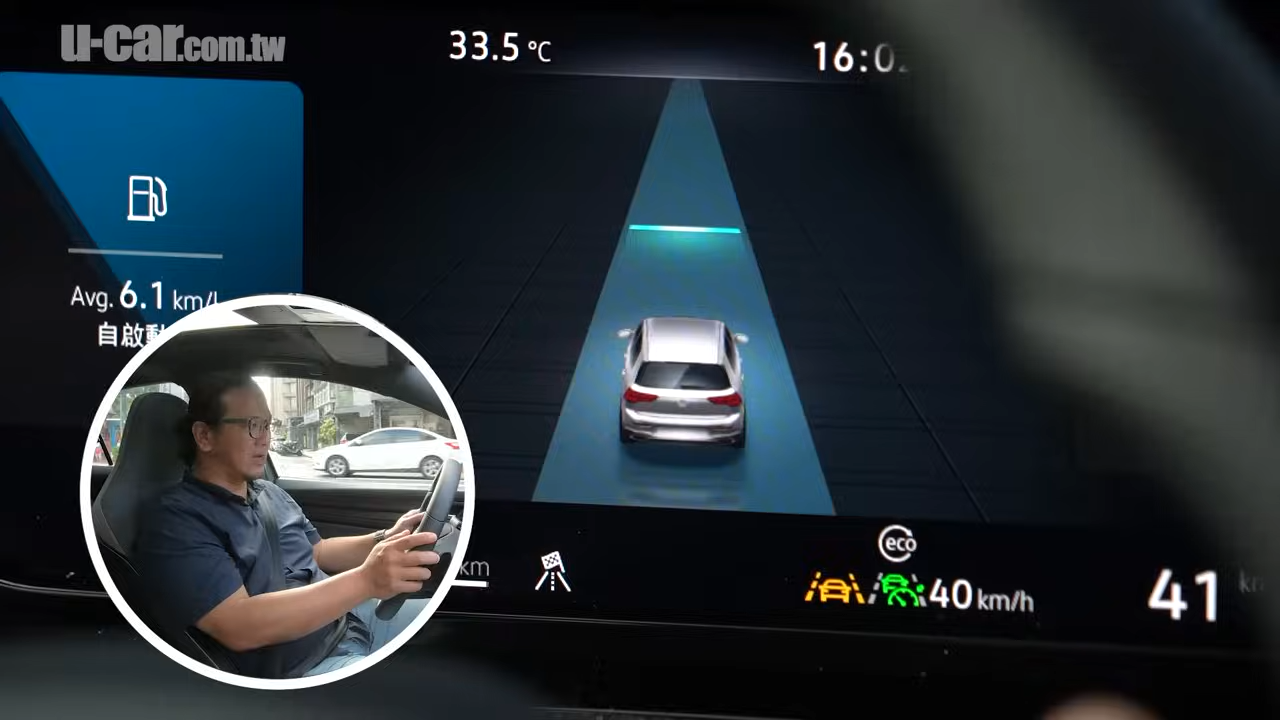 u-car.com.tw
33.5 °C
16:0
Avg. 6.1 km/l
自啟動
km
eco
40 km/h
41